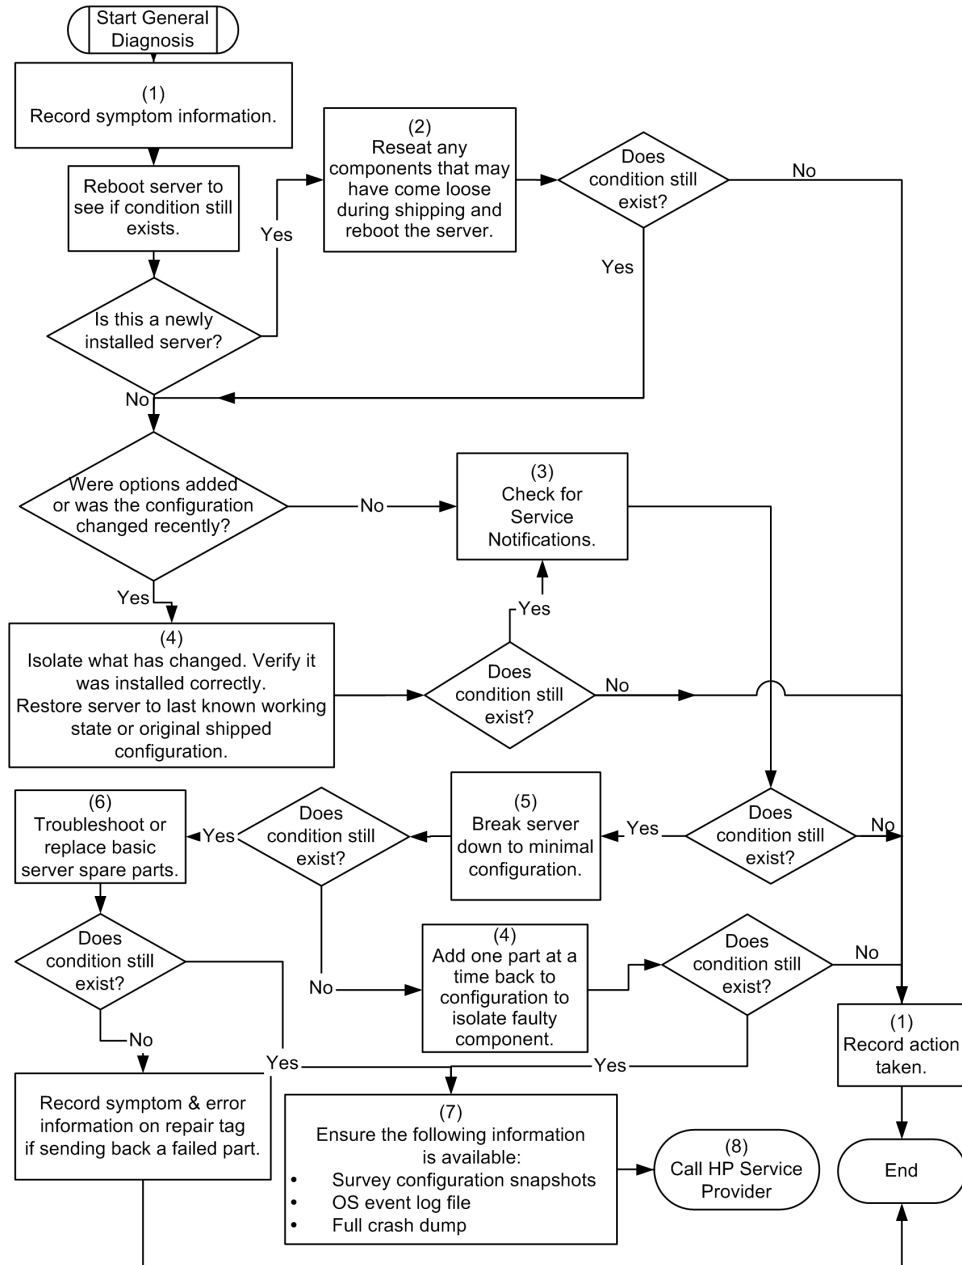 Start General
Diagnosis
(1)
Record symptom information.
Reboot server to
see if condition still
exists.
Is this a newly
installed server?
Yes
(2)
Reseat any
components that may
have come loose
during shipping and
reboot the server.
Does
condition still
exist?
No
Yes
No
Were options added
or was the configuration
changed recently?
No
(3)
Check for
Service
Notifications.
Yes
(4)
Isolate what has changed. Verify it
was installed correctly.
Restore server to last known working
state or original shipped
configuration.
Does
condition still
exist?
Yes
No
Does
condition still
exist?
No
Yes
(5)
Break server
down to minimal
configuration.
Does
condition still
exist?
Yes
(6)
Troubleshoot or
replace basic
server spare parts.
No
(4)
Add one part at a
time back to
configuration to
isolate faulty
component.
Does
condition still
exist?
No
Yes
Does
condition still
exist?
No
Yes
Record symptom & error
information on repair tag
if sending back a failed part.
(7)
Ensure the following information
is available:
• Survey configuration snapshots
• OS event log file
• Full crash dump
(8)
Call HP Service
Provider
(1)
Record action
taken.
End